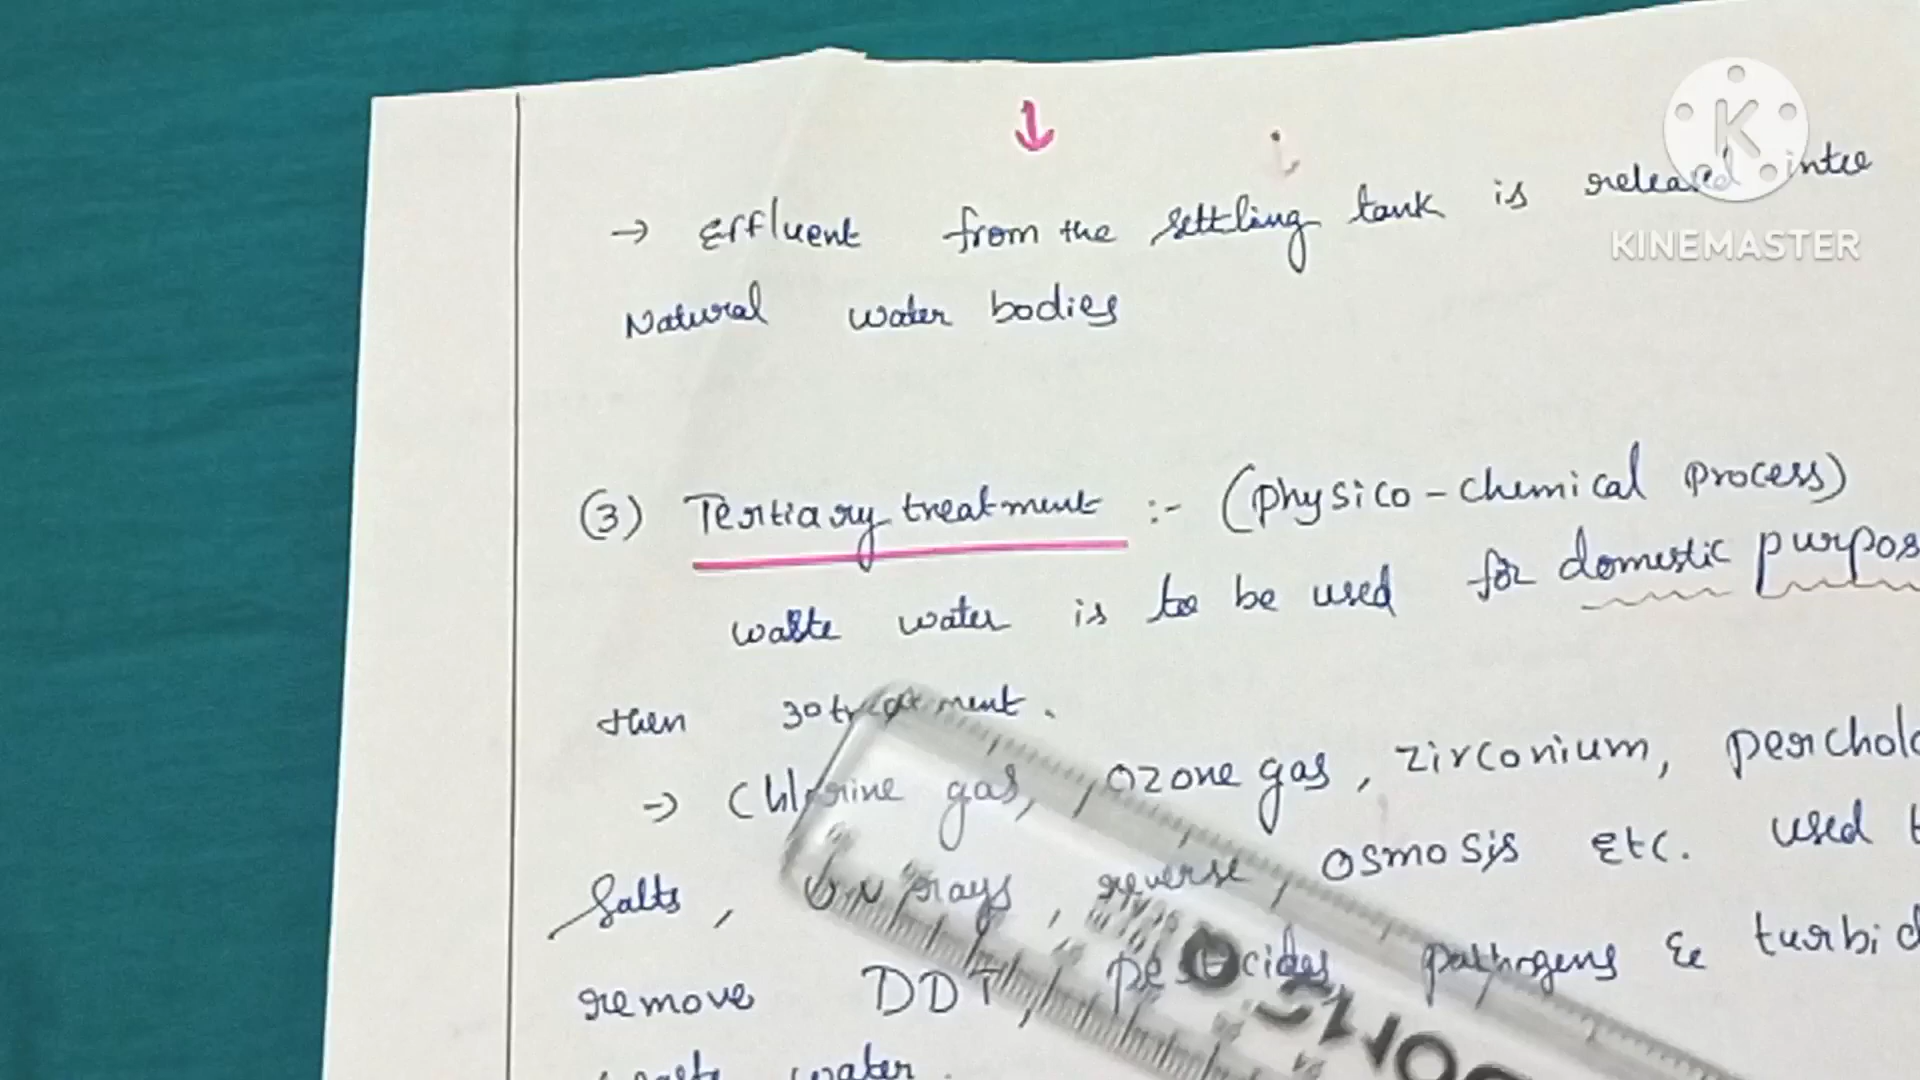 → Effluent from the settling tank is released into
KINEMASTER
Natural water bodies
(3) Tertiary treatment :- (physico-chemical process)
waste water is to be used for domestic purpos
then 3o treatment.
→ Chlorine gas, ozone gas, zirconium, perchlo
Salts, UV rays, reverse osmosis etc. used t
remove DDT, pesticides, pathogens & turbid
waste water.